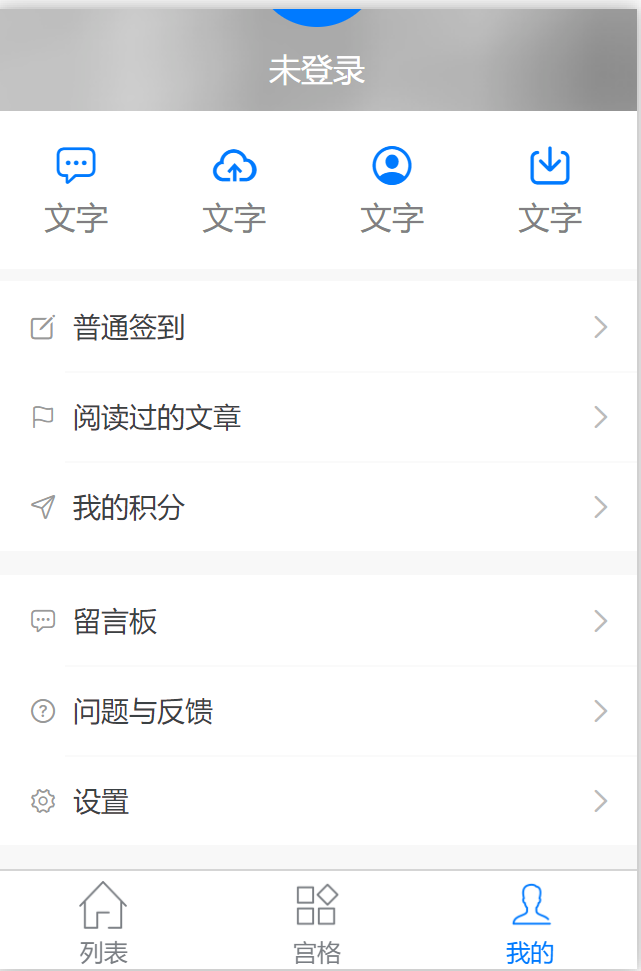 未登录
文字 文字 文字 文字
普通签到
阅读过的文章
我的积分
留言板
问题与反馈
设置
列表 宫格 我的